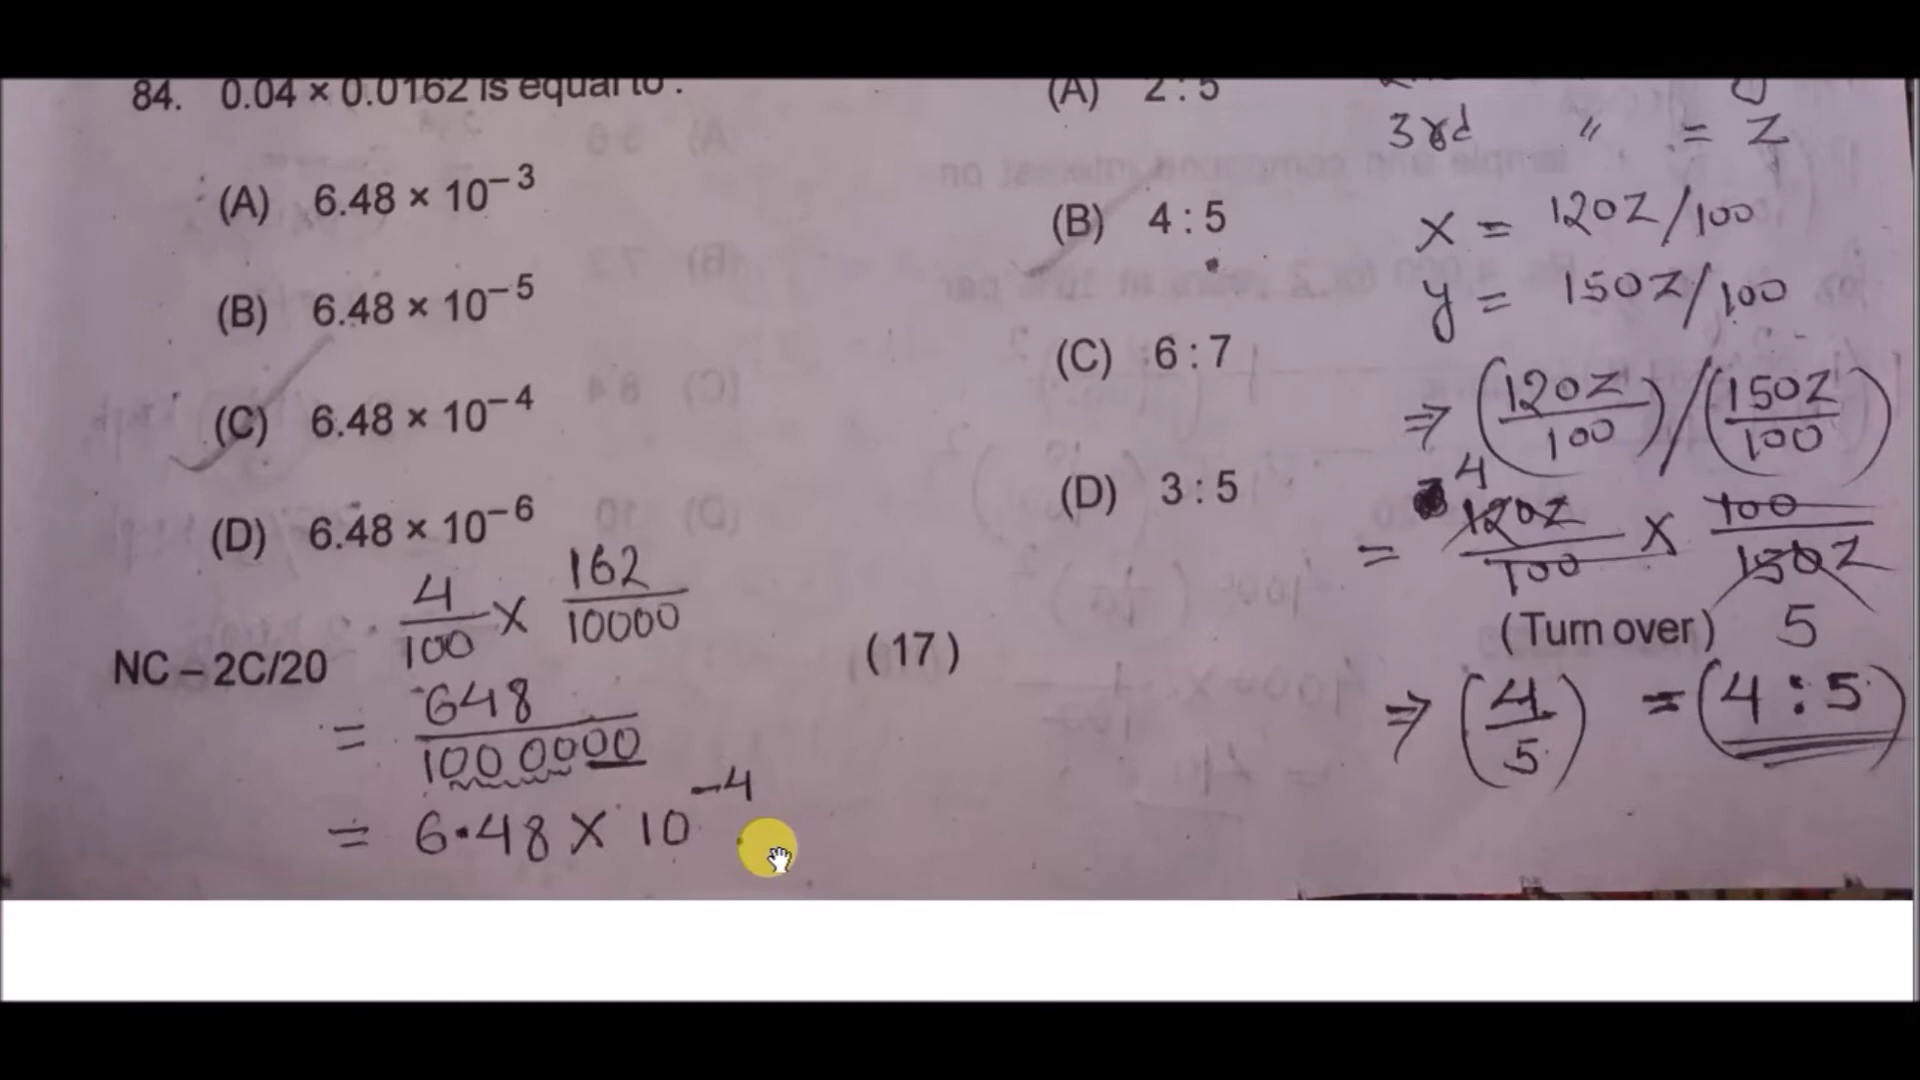 84. 0.04 × 0.0162 is equal to :
(A) 6.48 × 10⁻³
(B) 6.48 × 10⁻⁵
(C) 6.48 × 10⁻⁴
(D) 6.48 × 10⁻⁶
4/100 × 162/10000
NC – 2C/20
= 648/1000000
= 6.48 × 10⁻⁴
(17)
(A) 2 : 5
(B) 4 : 5
(C) 6 : 7
(D) 3 : 5
3rd 〃 = Z
x = 120Z/100
y = 150Z/100
⇒ (120Z/100) / (150Z/100)
4
= 120Z/100 × 100/150Z
(Turn over) 5
⇒ (4/5) = (4 : 5)